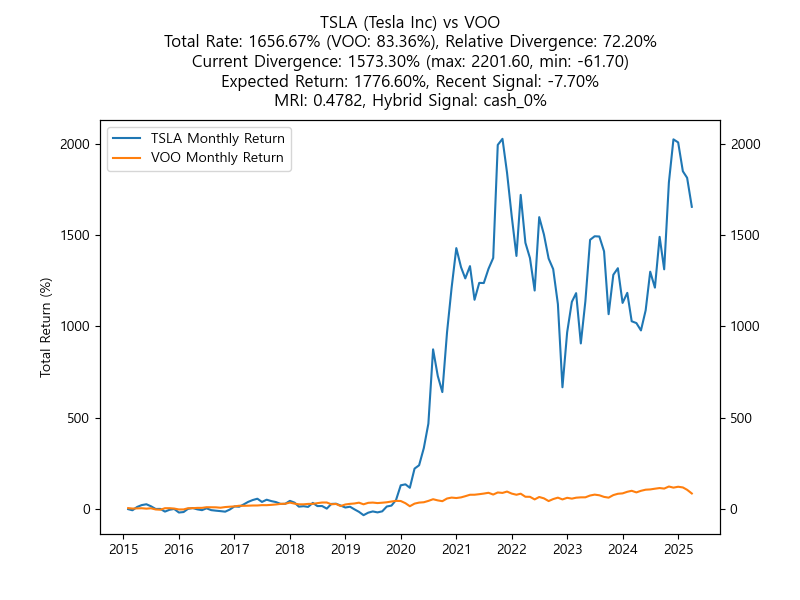 TSLA (Tesla Inc) vs VOO
Total Rate: 1656.67% (VOO: 83.36%), Relative Divergence: 72.20%
Current Divergence: 1573.30% (max: 2201.60, min: -61.70)
Expected Return: 1776.60%, Recent Signal: -7.70%
MRI: 0.4782, Hybrid Signal: cash_0%
TSLA Monthly Return
VOO Monthly Return
Total Return (%)
2000
1500
1000
500
0
2000
1500
1000
500
0
2015 2016 2017 2018 2019 2020 2021 2022 2023 2024 2025